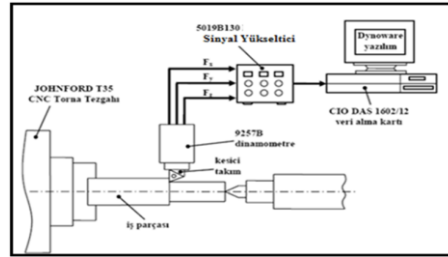 5019B130
Sinyal Yükseltici
Dynoware
yazılım
JOHNFORD T35
CNC Torna Tezgahı
Fx
Fy
Fz
CIO DAS 1602/12
veri alma kartı
9257B
dinamometre
kesici
takım
iş parçası